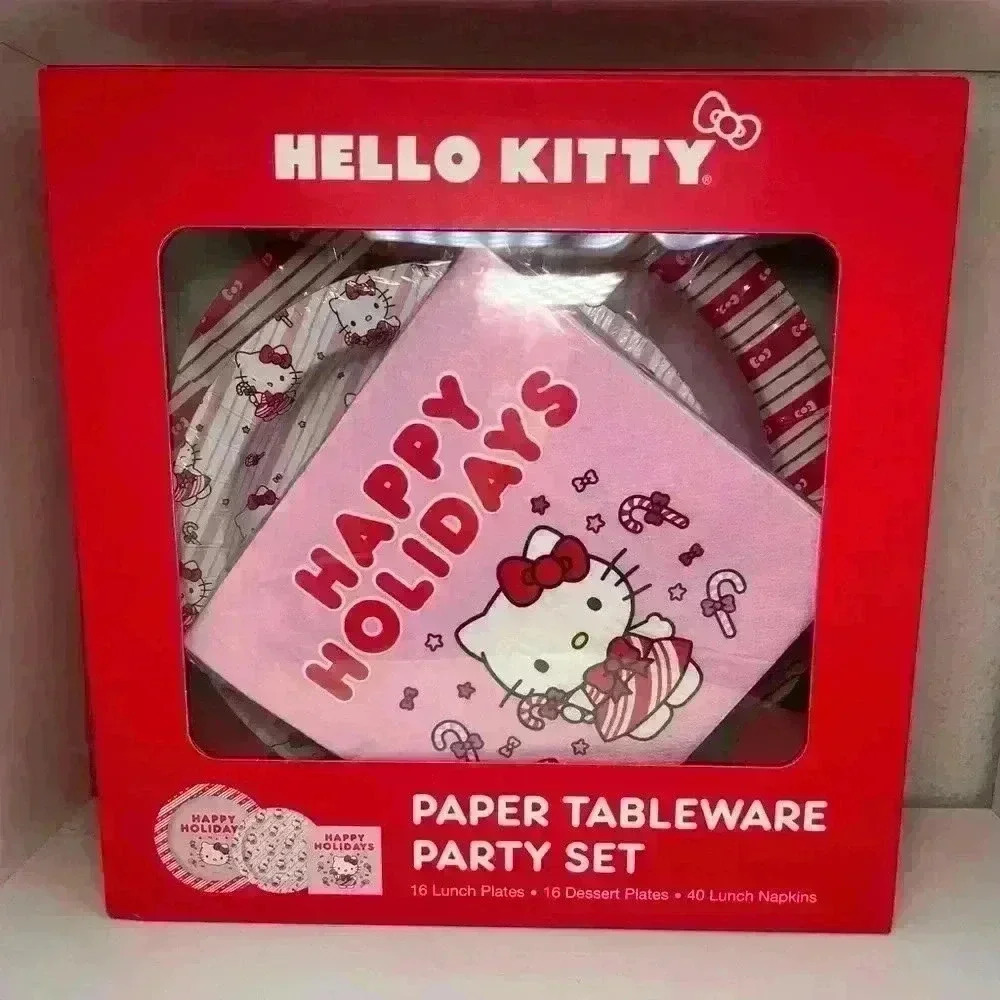 HELLO KITTY®
HAPPY
HOLIDAYS
PAPER TABLEWARE
PARTY SET
16 Lunch Plates • 16 Dessert Plates • 40 Lunch Napkins
HAPPY
HOLIDAY
HAPPY
HOLIDAYS